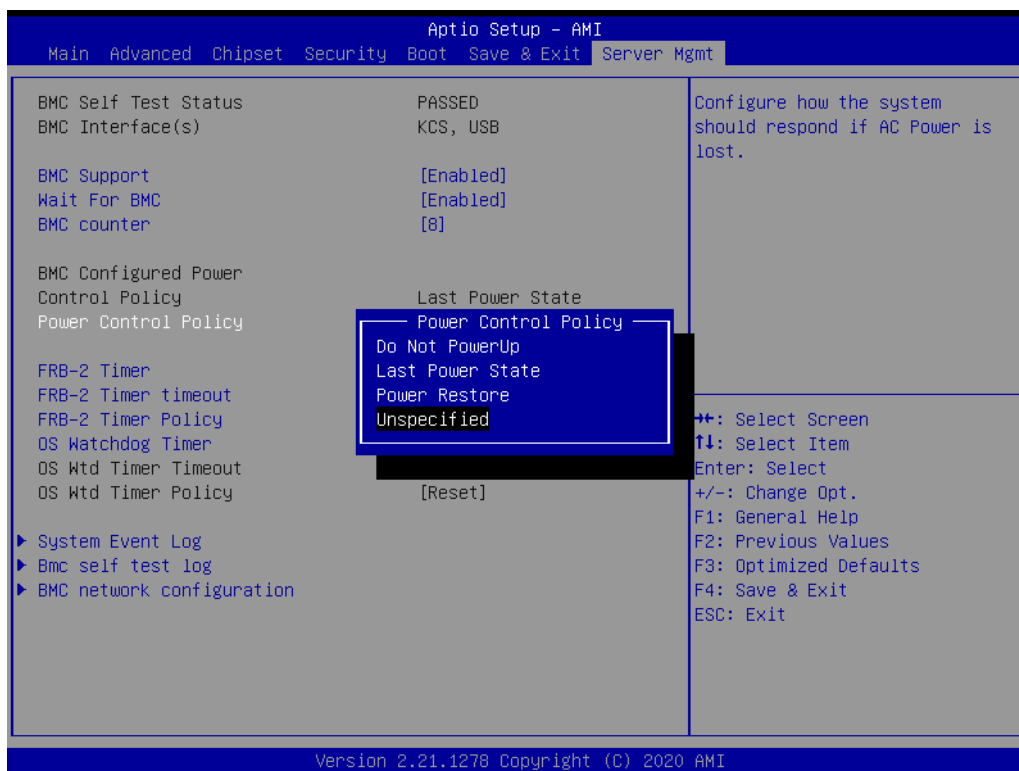 Aptio Setup - AMI
Main Advanced Chipset Security Boot Save & Exit Server Mgmt
BMC Self Test Status PASSED
BMC Interface(s) KCS, USB
BMC Support [Enabled]
Wait For BMC [Enabled]
BMC counter [8]
BMC Configured Power
Control Policy Last Power State
Power Control Policy
FRB-2 Timer
FRB-2 Timer timeout
FRB-2 Timer Policy
OS Watchdog Timer
OS Wtd Timer Timeout
OS Wtd Timer Policy [Reset]
System Event Log
Bmc self test log
BMC network configuration
Power Control Policy
Do Not PowerUp
Last Power State
Power Restore
Unspecified
Configure how the system
should respond if AC Power is
lost.
→←: Select Screen
↑↓: Select Item
Enter: Select
+/-: Change Opt.
F1: General Help
F2: Previous Values
F3: Optimized Defaults
F4: Save & Exit
ESC: Exit
Version 2.21.1278 Copyright (C) 2020 AMI